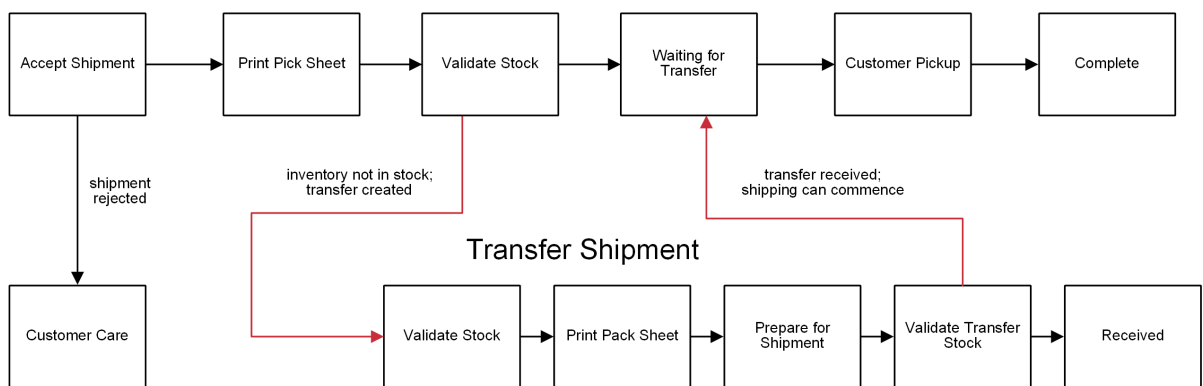 Accept Shipment
Print Pick Sheet
Validate Stock
Waiting for
Transfer
Customer Pickup
Complete
shipment
rejected
inventory not in stock;
transfer created
transfer received;
shipping can commence
Transfer Shipment
Customer Care
Validate Stock
Print Pack Sheet
Prepare for
Shipment
Validate Transfer
Stock
Received